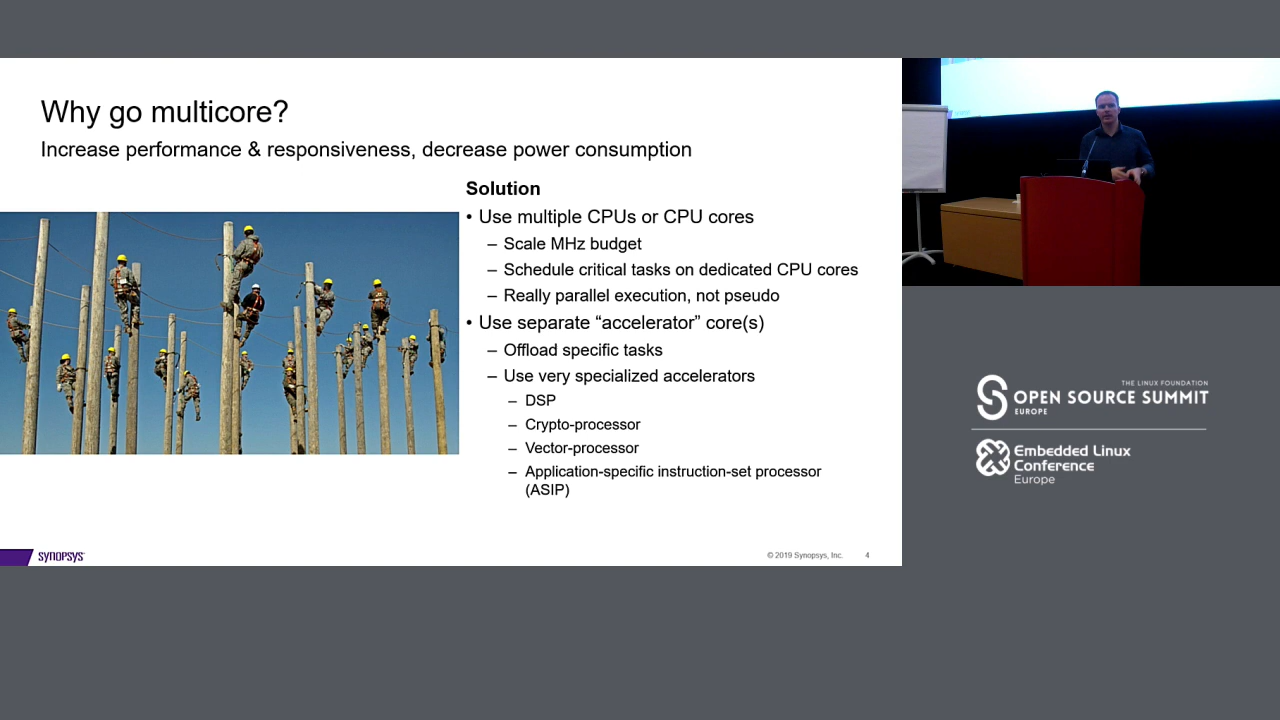 Why go multicore?
Increase performance & responsiveness, decrease power consumption
Solution
• Use multiple CPUs or CPU cores
– Scale MHz budget
– Schedule critical tasks on dedicated CPU cores
– Really parallel execution, not pseudo
• Use separate “accelerator” core(s)
– Offload specific tasks
– Use very specialized accelerators
– DSP
– Crypto-processor
– Vector-processor
– Application-specific instruction-set processor
(ASIP)
SYNOPSYS
© 2019 Synopsys, Inc. 4
THE LINUX FOUNDATION
OPEN SOURCE SUMMIT
EUROPE
Embedded Linux
Conference
Europe